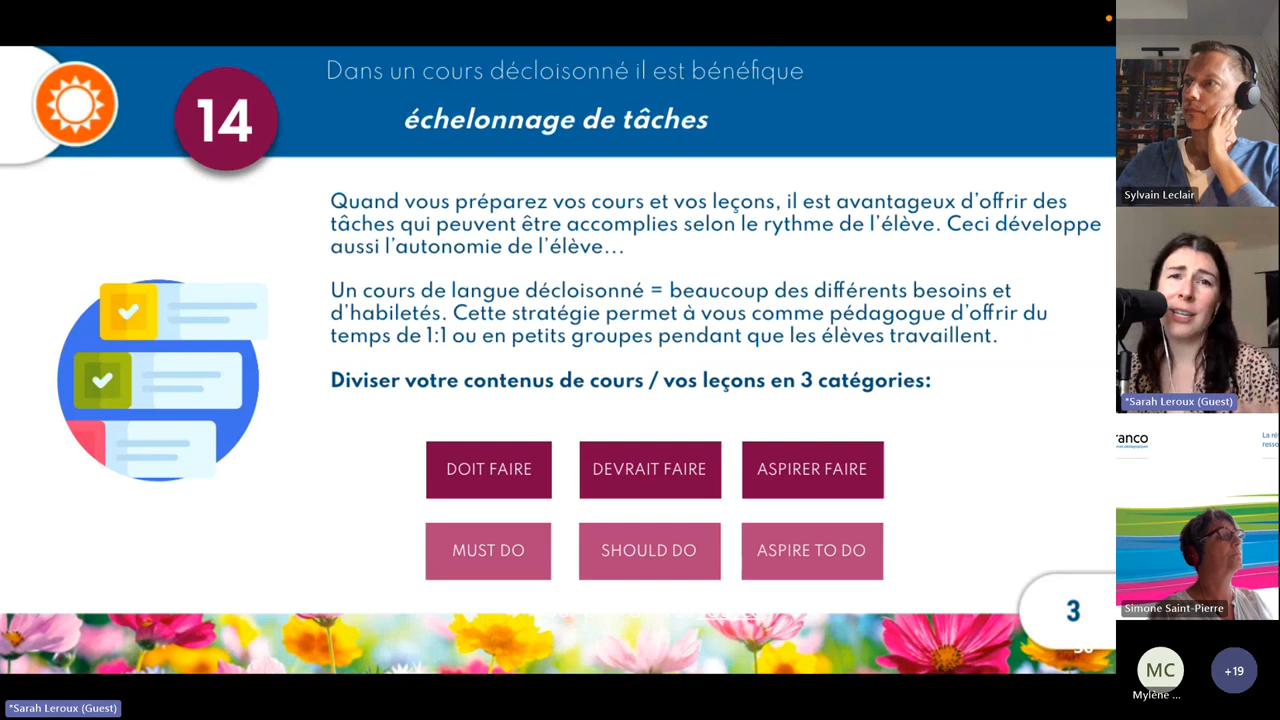 Dans un cours décloisonné il est bénéfique
14
échelonnage de tâches
Quand vous préparez vos cours et vos leçons, il est avantageux d'offrir des
tâches qui peuvent être accomplies selon le rythme de l'élève. Ceci développe
aussi l'autonomie de l'élève...
Un cours de langue décloisonné = beaucoup des différents besoins et
d'habiletés. Cette stratégie permet à vous comme pédagogue d'offrir du
temps de 1:1 ou en petits groupes pendant que les élèves travaillent.
Diviser votre contenus de cours / vos leçons en 3 catégories:
DOIT FAIRE DEVRAIT FAIRE ASPIRER FAIRE
MUST DO SHOULD DO ASPIRE TO DO
3
Sylvain Leclair
*Sarah Leroux (Guest)
ranco
La ré
resso
Simone Saint-Pierre
MC
Mylène ...
+19
*Sarah Leroux (Guest)